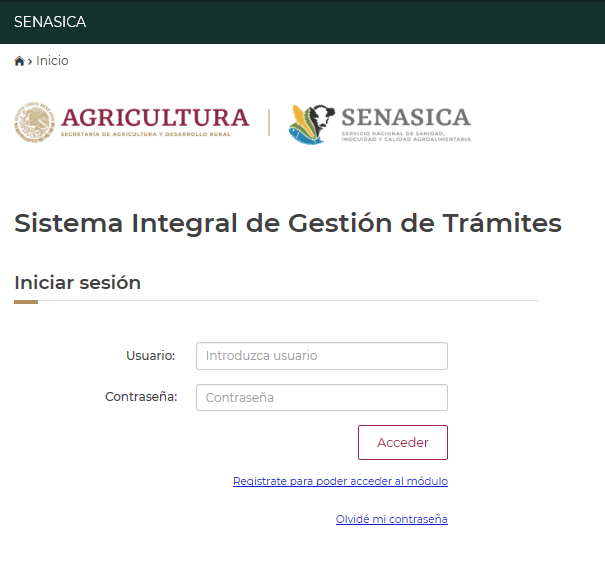 SENASICA
Inicio
AGRICULTURA
SECRETARÍA DE AGRICULTURA Y DESARROLLO RURAL
SENASICA
SERVICIO NACIONAL DE SANIDAD,
INOCUIDAD Y CALIDAD AGROALIMENTARIA
Sistema Integral de Gestión de Trámites
Iniciar sesión
Usuario: Introduzca usuario
Contraseña: Contraseña
Acceder
Registrate para poder acceder al módulo
Olvidé mi contraseña